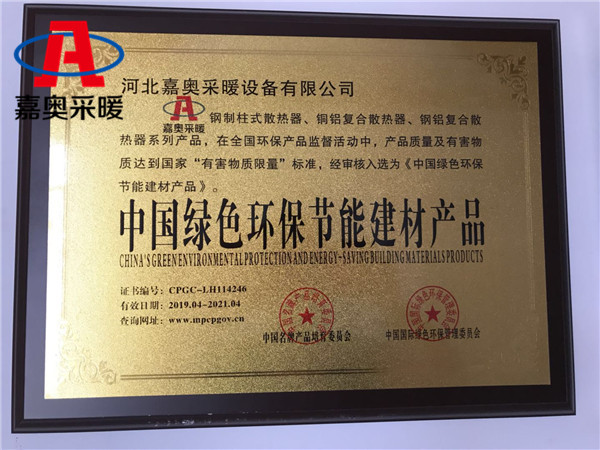 嘉奥采暖
河北嘉奥采暖设备有限公司
嘉奥采暖 钢制柱式散热器、铜铝复合散热器、钢铝复合散
热器系列产品，在全国环保产品监督活动中，产品质量及有害物
质达到国家“有害物质限量”标准，经审核入选为《中国绿色环保
节能建材产品》。
中国绿色环保节能建材产品
CHINA'S GREEN ENVIRONMENTAL PROTECTION AND ENERGY-SAVING BUILDING MATERIALS PRODUCTS
证书编号：CPGC-LH114246
有效日期：2019.04-2021.04
查询网址：www.mpcpgov.cn
中国名牌产品培育委员会
中国国际绿色环保管理委员会